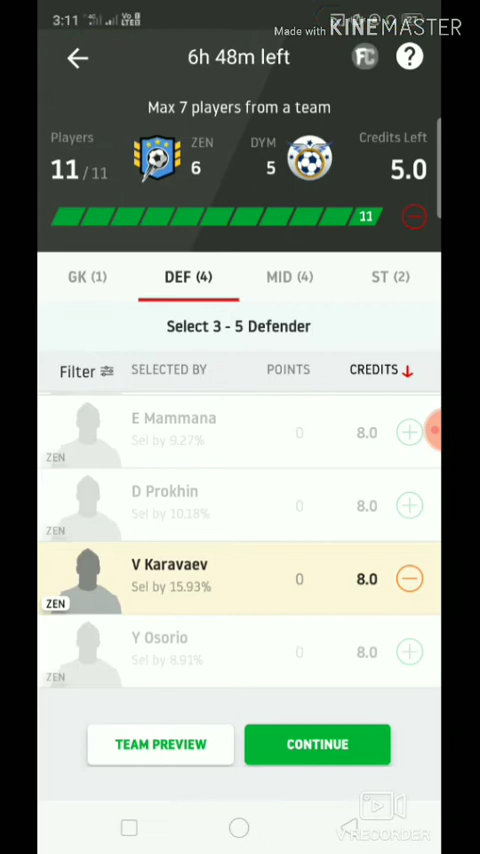 3:11
Made with KINEMASTER
6h 48m left
FC
?
Max 7 players from a team
Players
ZEN
DYM
Credits Left
11 / 11
6
5
5.0
11
GK (1)
DEF (4)
MID (4)
ST (2)
Select 3 - 5 Defender
Filter
SELECTED BY
POINTS
CREDITS
E Mammana
Sel by 9.27%
0
8.0
ZEN
D Prokhin
Sel by 10.18%
0
8.0
ZEN
V Karavaev
Sel by 15.93%
0
8.0
ZEN
Y Osorio
Sel by 8.91%
0
8.0
ZEN
TEAM PREVIEW
CONTINUE
V RECORDER